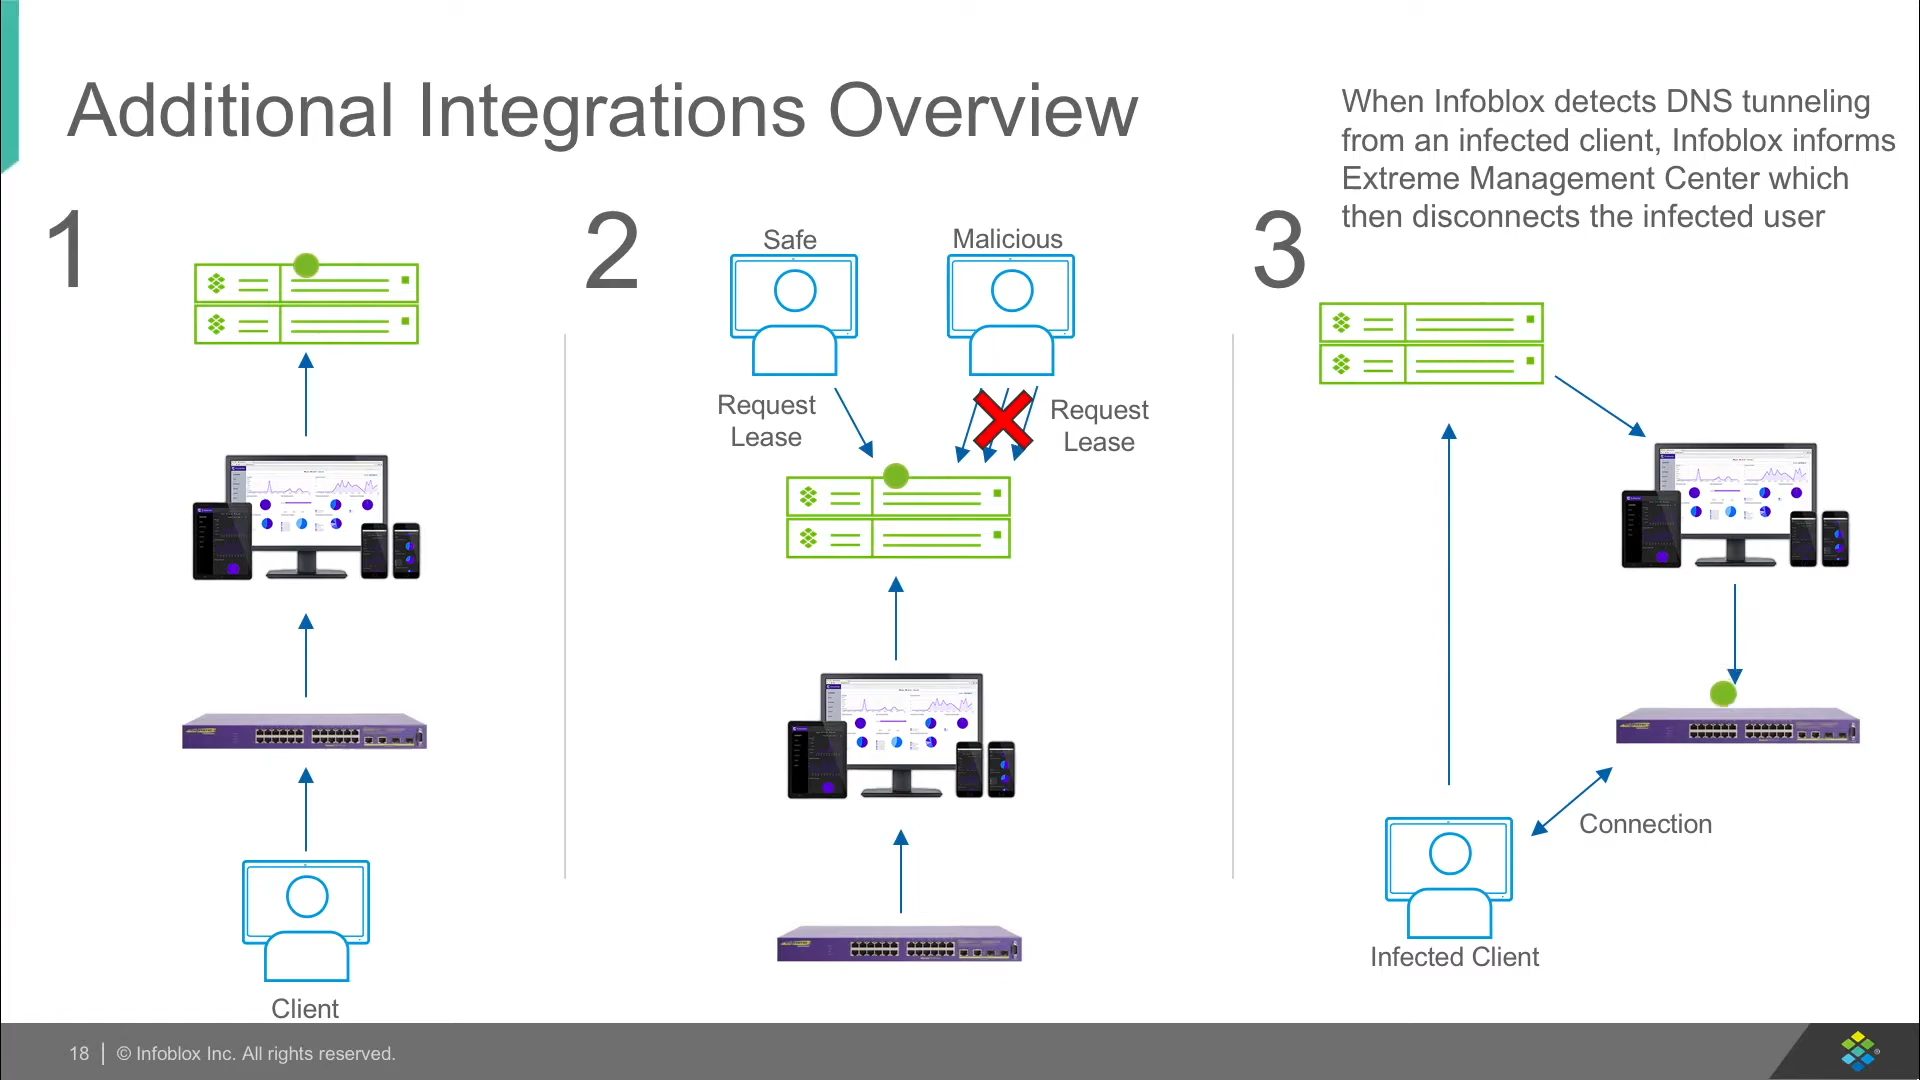 Additional Integrations Overview
When Infoblox detects DNS tunneling
from an infected client, Infoblox informs
Extreme Management Center which
then disconnects the infected user
1
2
3
Safe
Malicious
Request
Lease
Request
Lease
Connection
Infected Client
Client
18
© Infoblox Inc. All rights reserved.